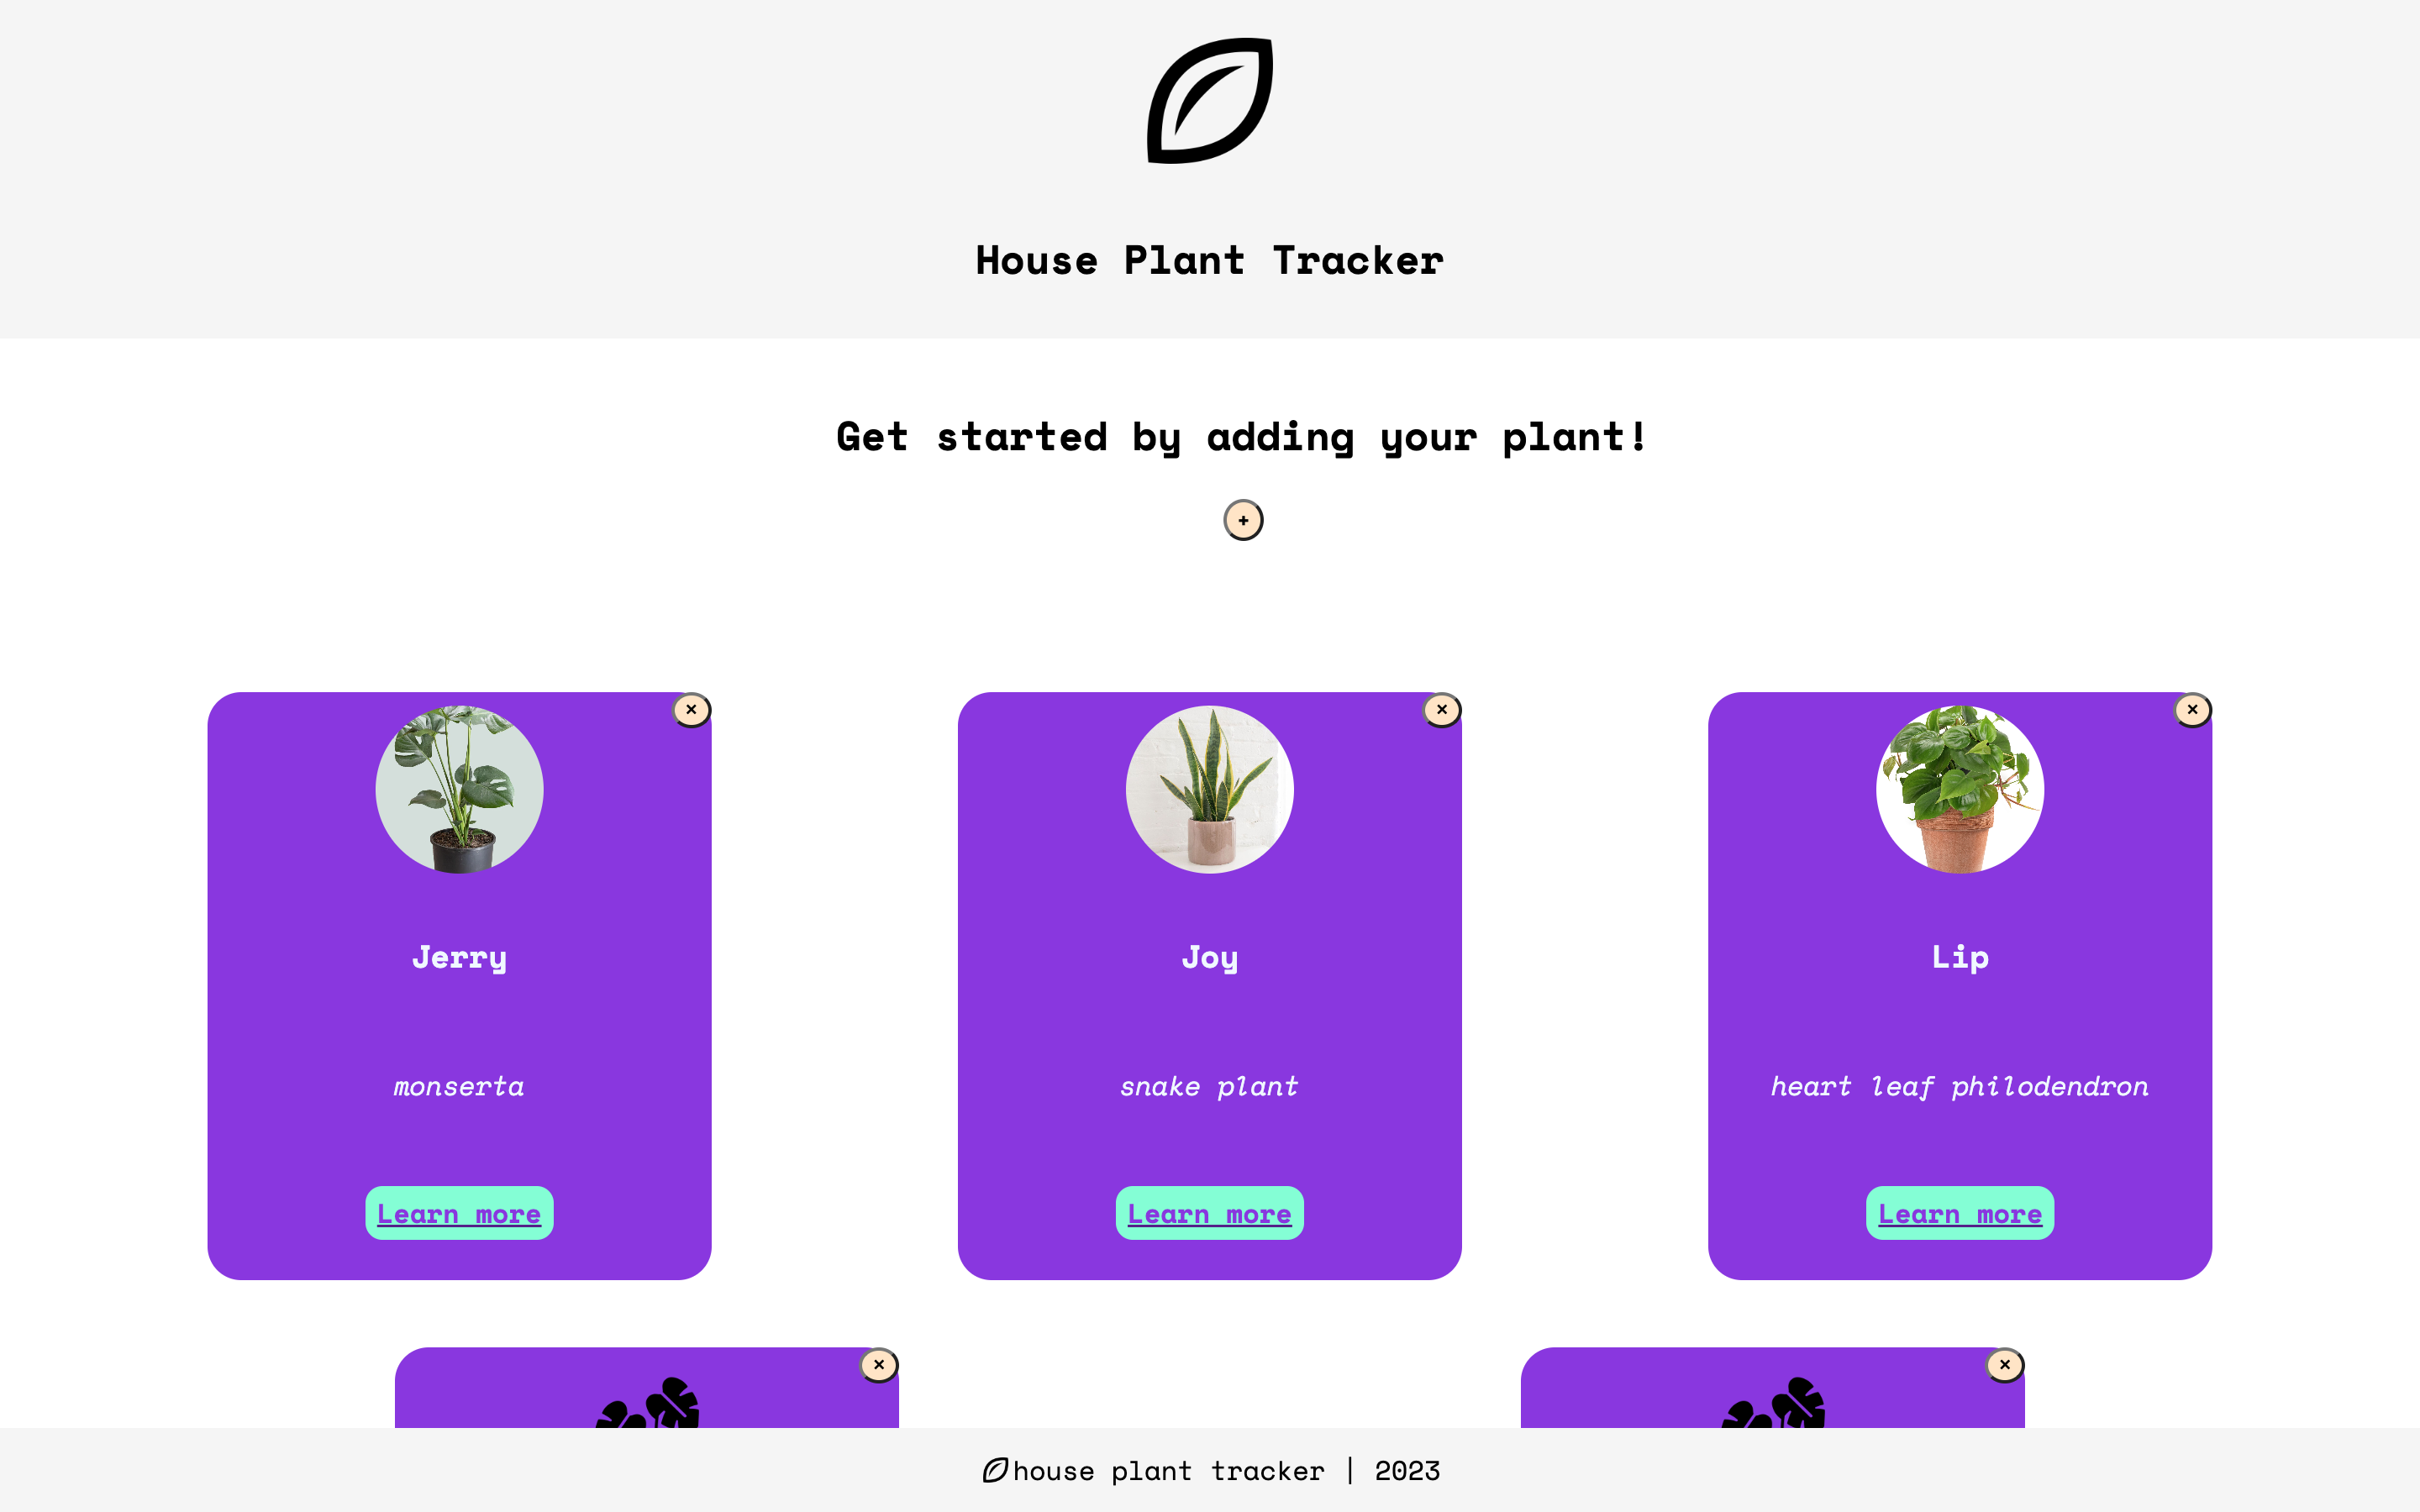 House Plant Tracker
Get started by adding your plant!
+
×
×
×
Jerry
Joy
Lip
monserta
snake plant
heart leaf philodendron
Learn more
Learn more
Learn more
×
×
house plant tracker | 2023